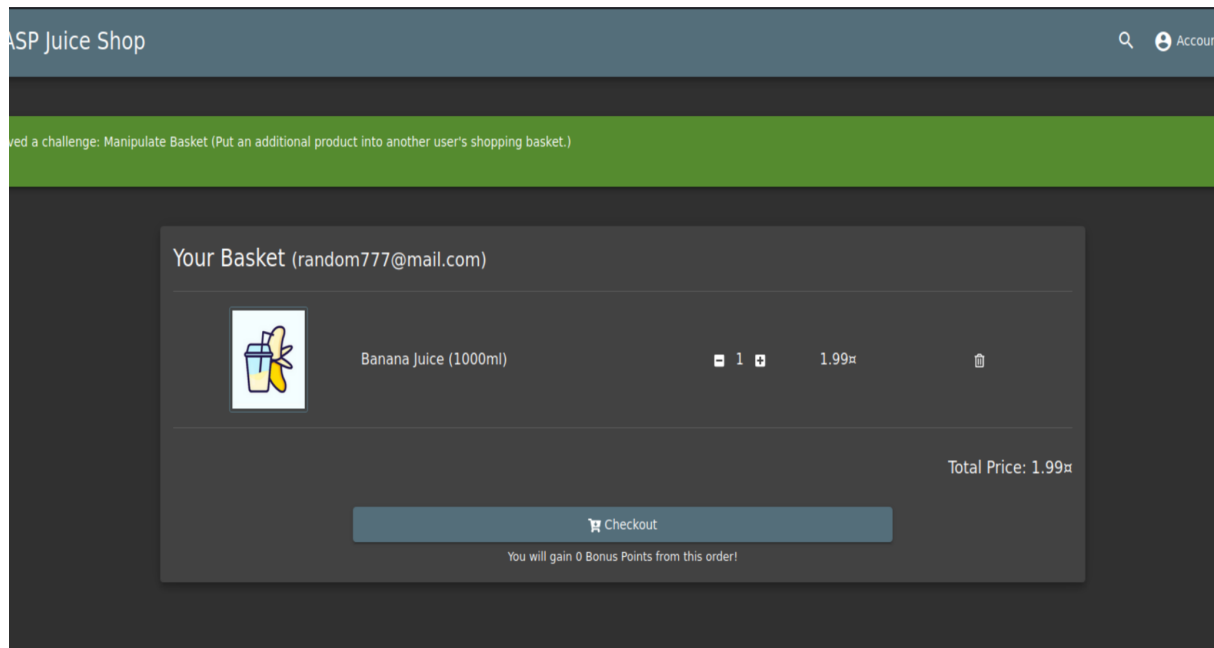 ASP Juice Shop
Accour
ved a challenge: Manipulate Basket (Put an additional product into another user's shopping basket.)
Your Basket (random777@mail.com)
Banana Juice (1000ml) 1 1.99¤
Total Price: 1.99¤
Checkout
You will gain 0 Bonus Points from this order!